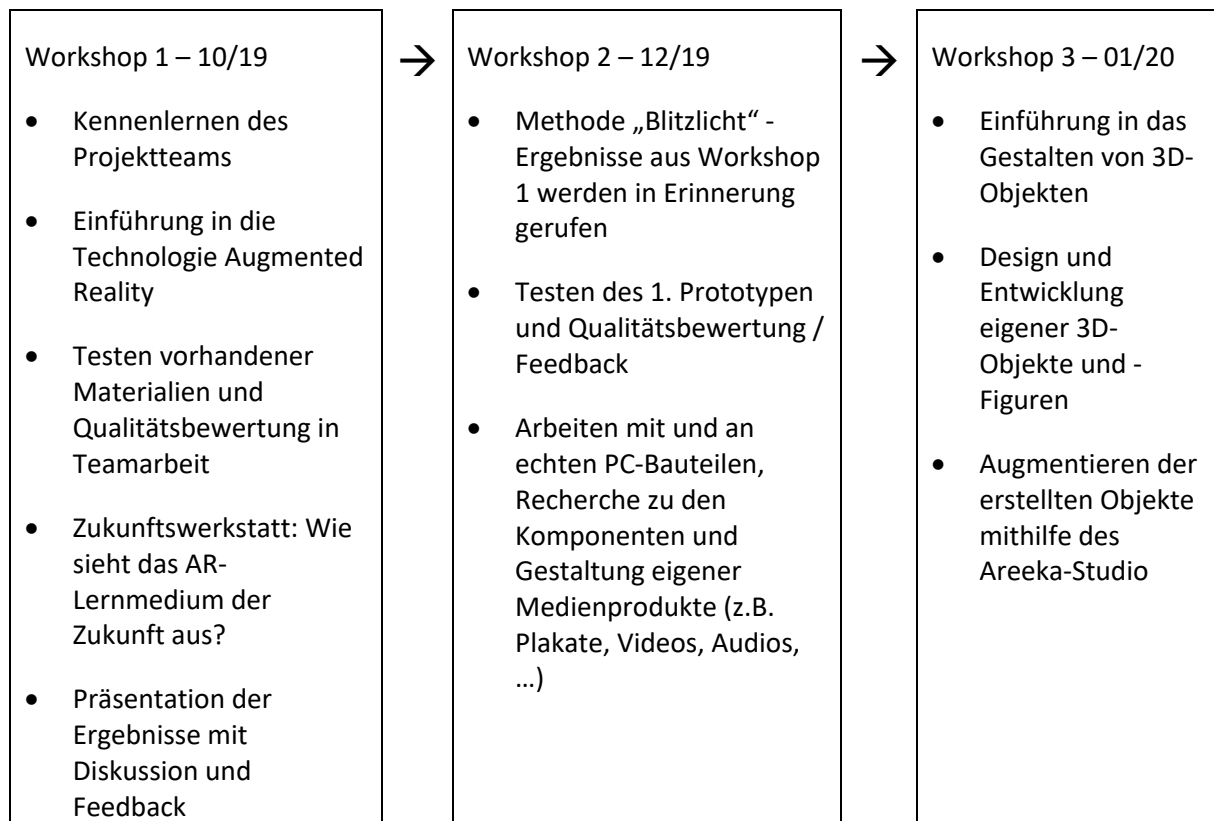 Workshop 1 – 10/19
• Kennenlernen des
Projektteams
• Einführung in die
Technologie Augmented
Reality
• Testen vorhandener
Materialien und
Qualitätsbewertung in
Teamarbeit
• Zukunftswerkstatt: Wie
sieht das AR-
Lernmedium der
Zukunft aus?
• Präsentation der
Ergebnisse mit
Diskussion und
Feedback
→
Workshop 2 – 12/19
• Methode „Blitzlicht“ -
Ergebnisse aus Workshop
1 werden in Erinnerung
gerufen
• Testen des 1. Prototypen
und Qualitätsbewertung /
Feedback
• Arbeiten mit und an
echten PC-Bauteilen,
Recherche zu den
Komponenten und
Gestaltung eigener
Medienprodukte (z.B.
Plakate, Videos, Audios,
…)
→
Workshop 3 – 01/20
• Einführung in das
Gestalten von 3D-
Objekten
• Design und
Entwicklung
eigener 3D-
Objekte und -
Figuren
• Augmentieren der
erstellten Objekte
mithilfe des
Areeka-Studio